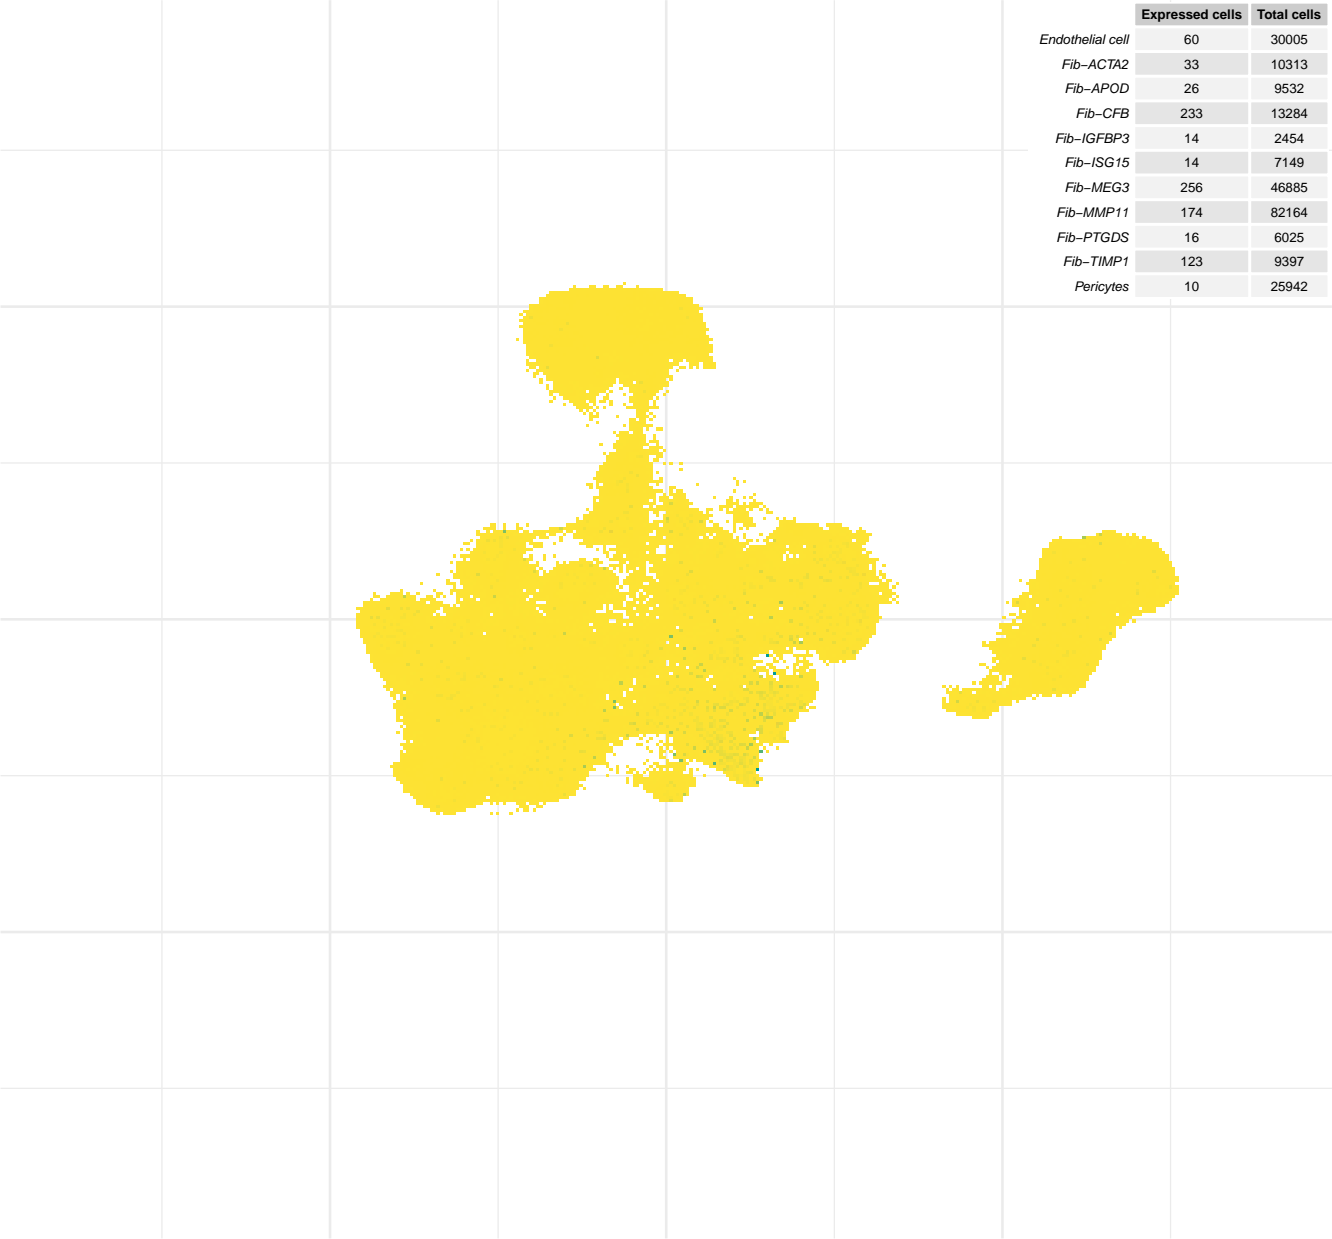 Expressed cells Total cells
Endothelial cell 60 30005
Fib−ACTA2 33 10313
Fib−APOD 26 9532
Fib−CFB 233 13284
Fib−IGFBP3 14 2454
Fib−ISG15 14 7149
Fib−MEG3 256 46885
Fib−MMP11 174 82164
Fib−PTGDS 16 6025
Fib−TIMP1 123 9397
Pericytes 10 25942